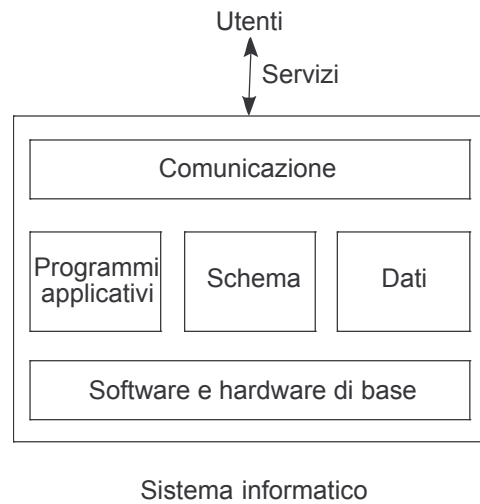 Utenti
Servizi
Comunicazione
Programmi
applicativi
Schema
Dati
Software e hardware di base
Sistema informatico